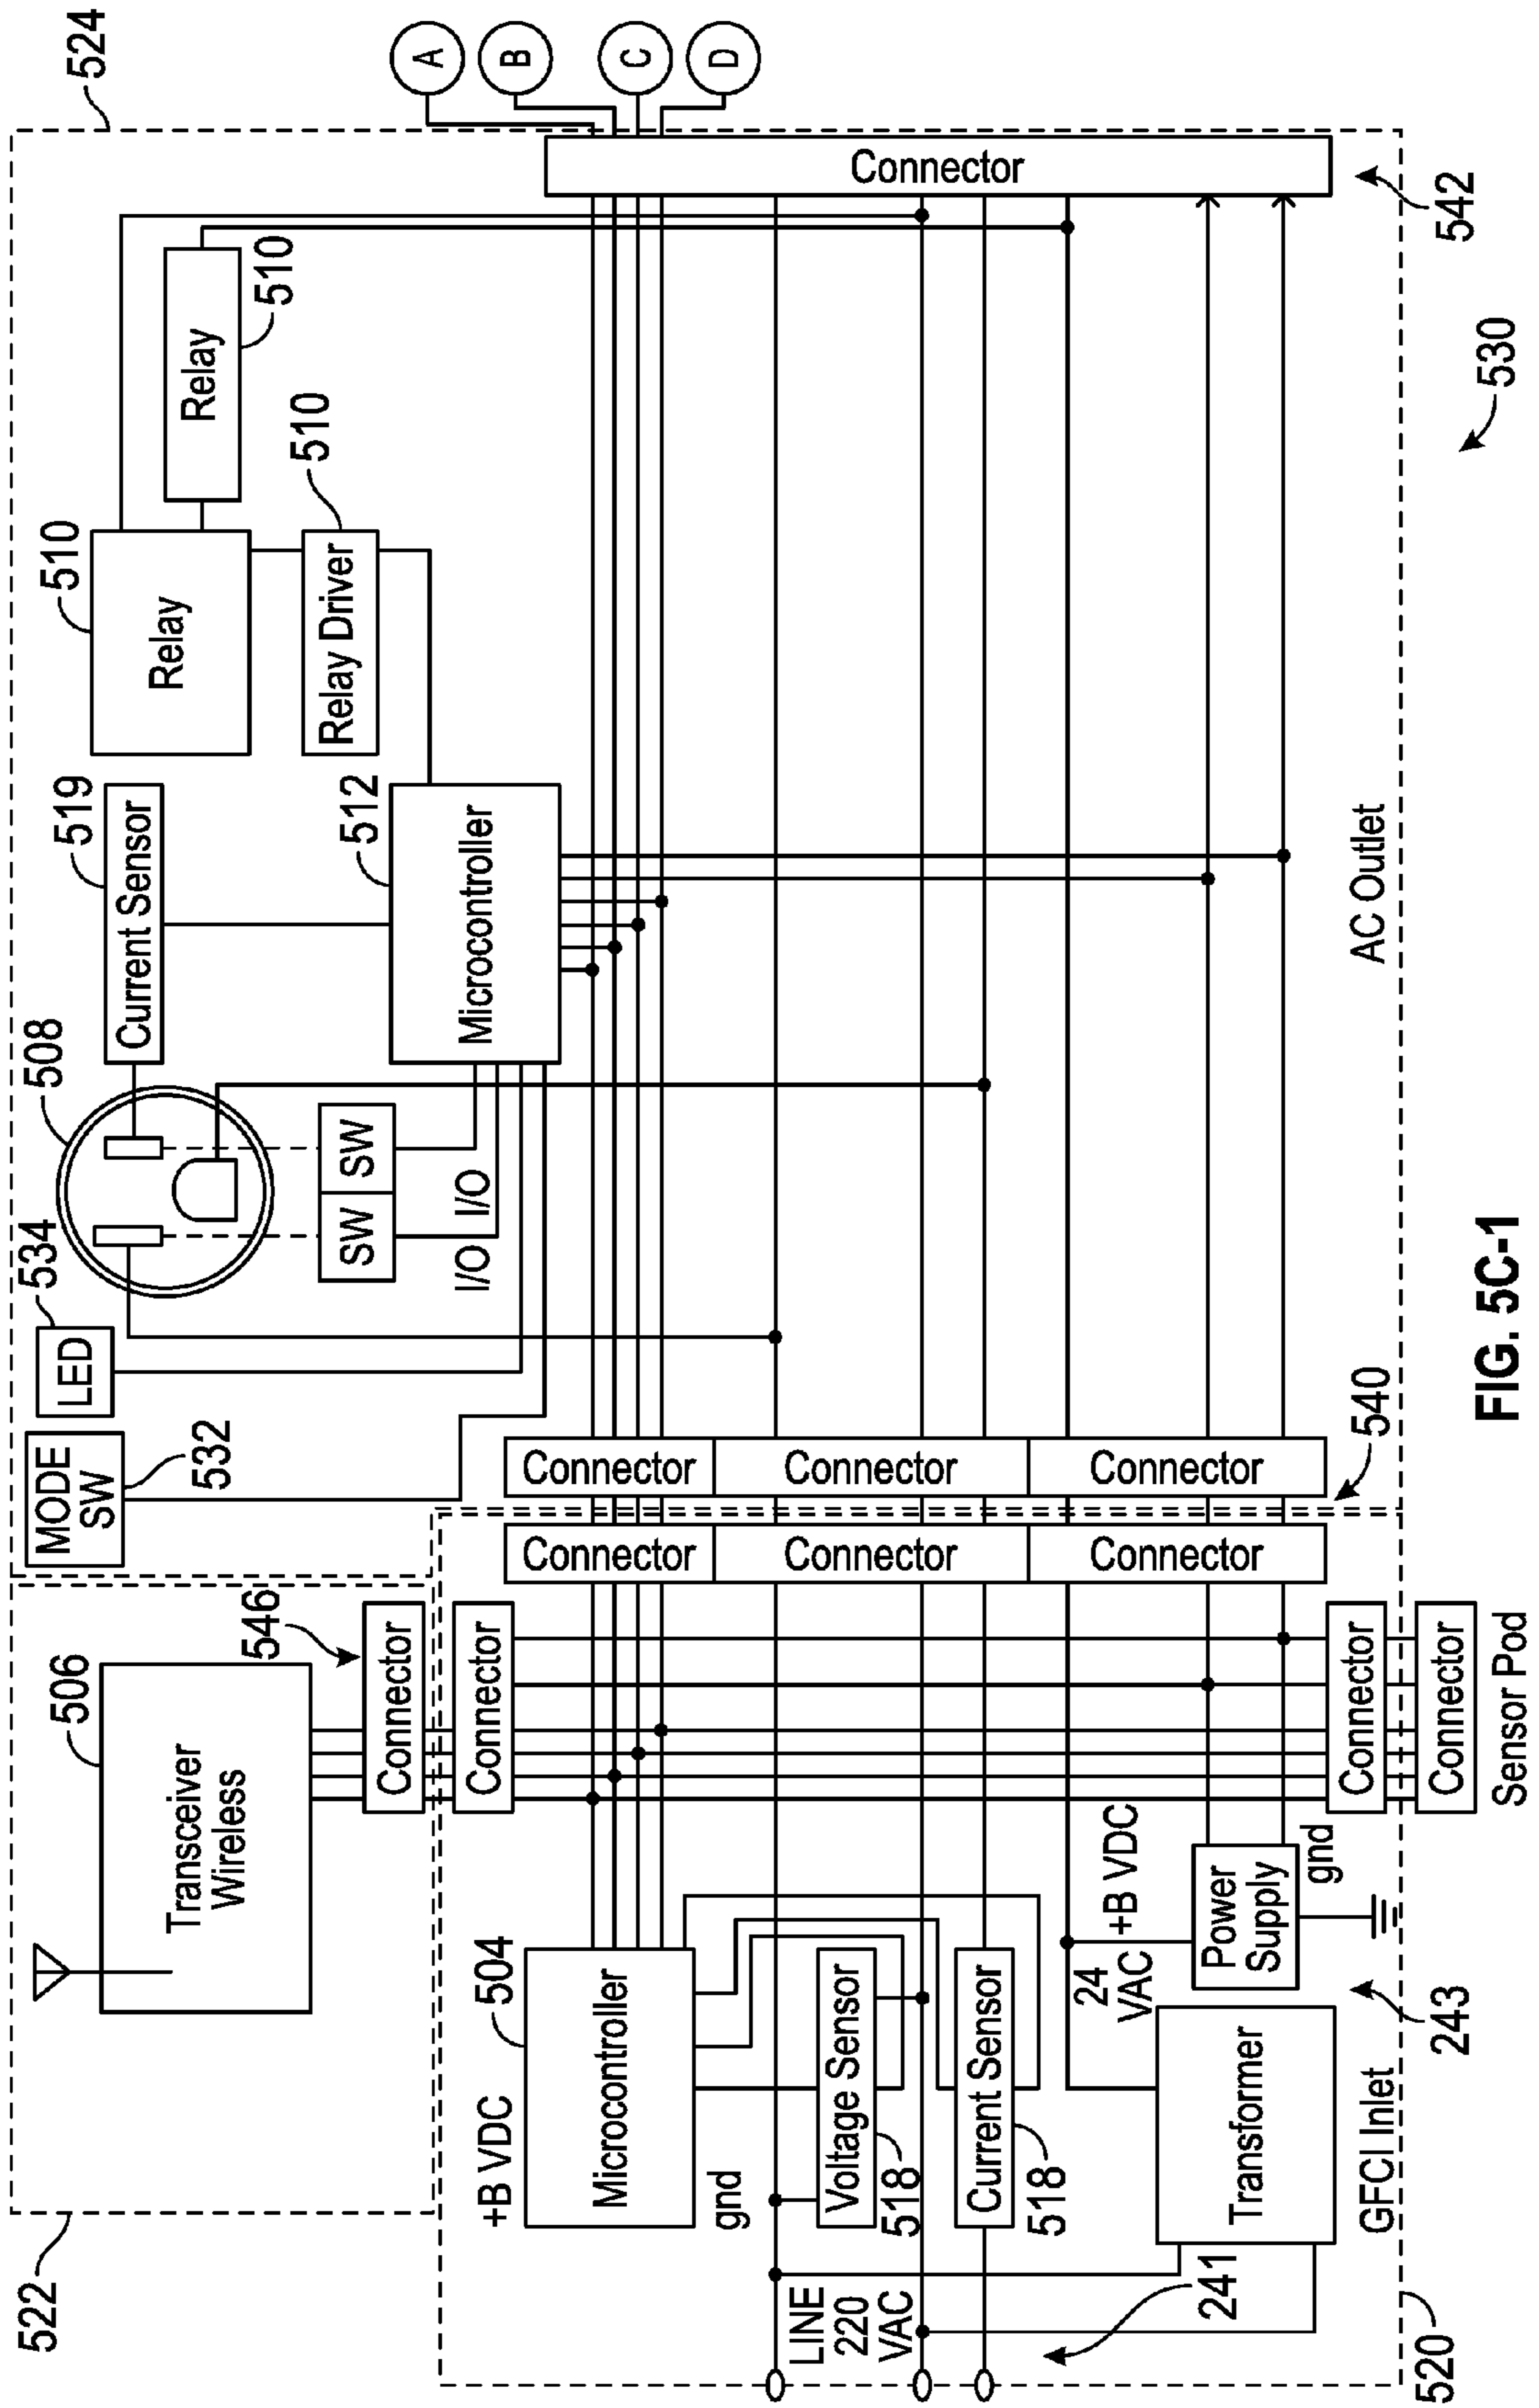 522
506
Transceiver
Wireless
546
Connector
Connector
MODE
SW
532
LED
534
508
SW
SW
I/O
I/O
Current Sensor
519
Microcontroller
512
Relay
510
Relay Driver
510
Relay
510
524
A
B
C
D
Connector
542
530
+B VDC
Microcontroller
504
gnd
Voltage Sensor
518
Current Sensor
518
LINE
220
VAC
241
Transformer
24
VAC
+B VDC
Power
Supply
gnd
243
GFCI Inlet
520
Connector
Connector
Connector
Connector
Connector
Connector
540
Connector
Connector
Sensor Pod
AC Outlet
FIG. 5C-1